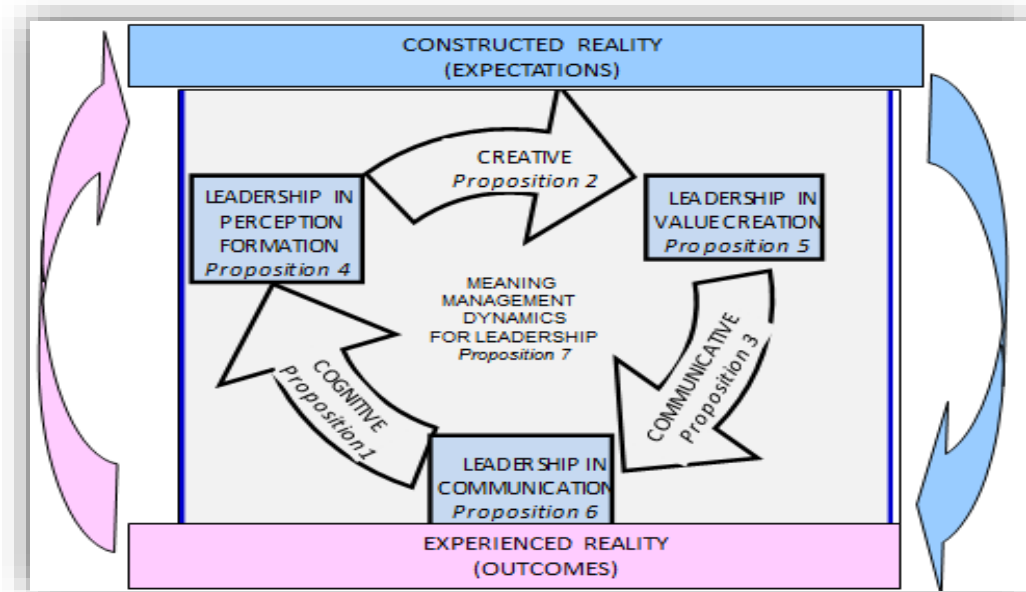 CONSTRUCTED REALITY
(EXPECTATIONS)
CREATIVE
Proposition 2
LEADERSHIP IN
PERCEPTION
FORMATION
Proposition 4
LEADERSHIP IN
VALUE CREATION
Proposition 5
MEANING
MANAGEMENT
DYNAMICS
FOR LEADERSHIP
Proposition 7
COGNITIVE
Proposition 1
COMMUNICATIVE
Proposition 3
LEADERSHIP IN
COMMUNICATION
Proposition 6
EXPERIENCED REALITY
(OUTCOMES)